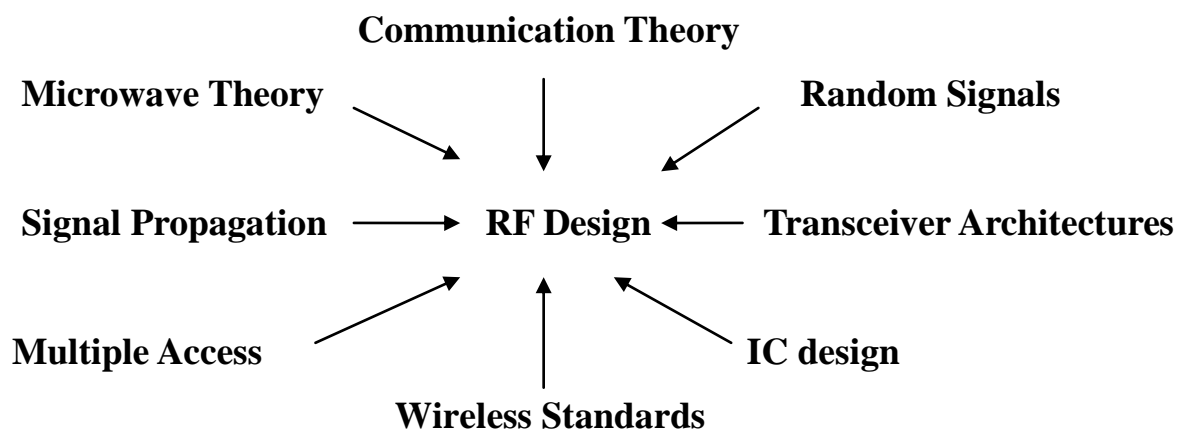 Communication Theory
Microwave Theory
Random Signals
Signal Propagation
RF Design
Transceiver Architectures
Multiple Access
IC design
Wireless Standards